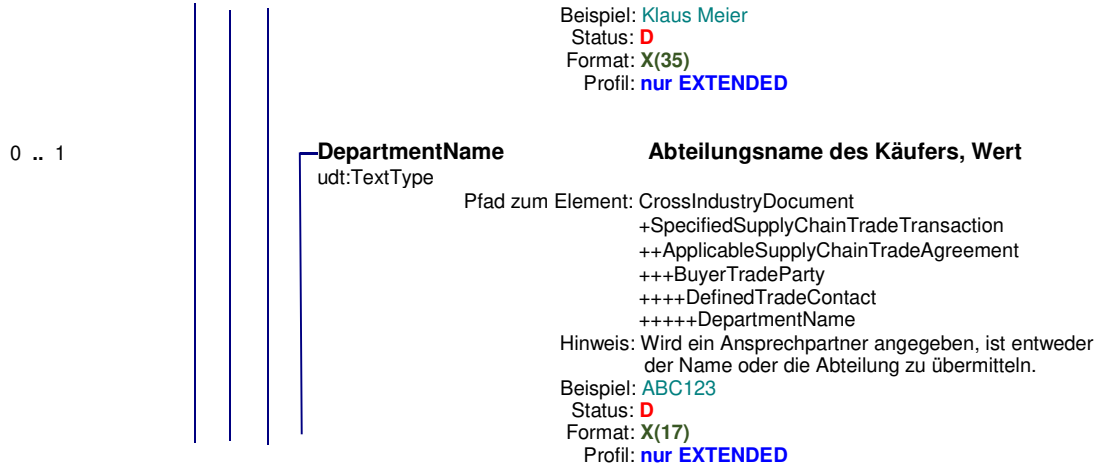 Beispiel: Klaus Meier
Status: D
Format: X(35)
Profil: nur EXTENDED
0 .. 1 DepartmentName Abteilungsname des Käufers, Wert
udt:TextType
Pfad zum Element: CrossIndustryDocument
+SpecifiedSupplyChainTradeTransaction
++ApplicableSupplyChainTradeAgreement
+++BuyerTradeParty
++++DefinedTradeContact
+++++DepartmentName
Hinweis: Wird ein Ansprechpartner angegeben, ist entweder
der Name oder die Abteilung zu übermitteln.
Beispiel: ABC123
Status: D
Format: X(17)
Profil: nur EXTENDED